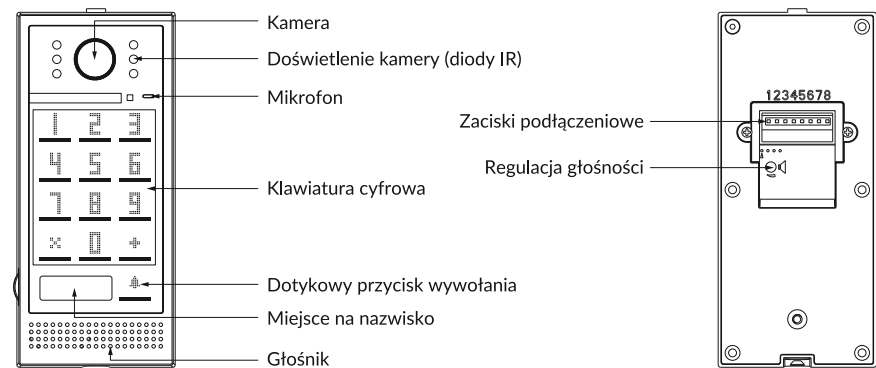 Kamera
Doświetlenie kamery (diody IR)
Mikrofon
1 2 3
4 5 6
Klawiatura cyfrowa
7 8 9
× 0 +
Dotykowy przycisk wywołania
Miejsce na nazwisko
Głośnik
12345678
Zaciski podłączeniowe
Regulacja głośności